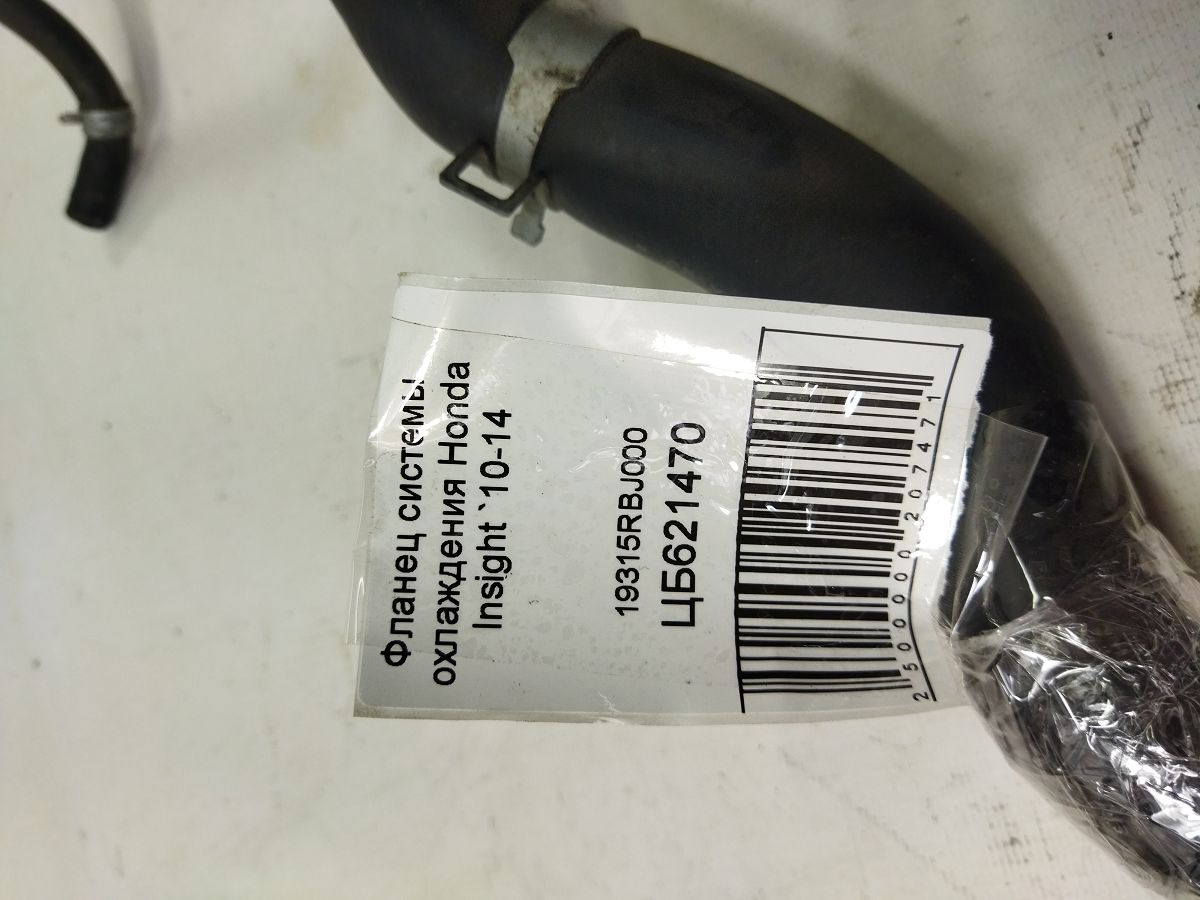 Фланец системы
охлаждения Honda
Insight`10-14
19315RBJ000
ЦБ621470
2500000207471